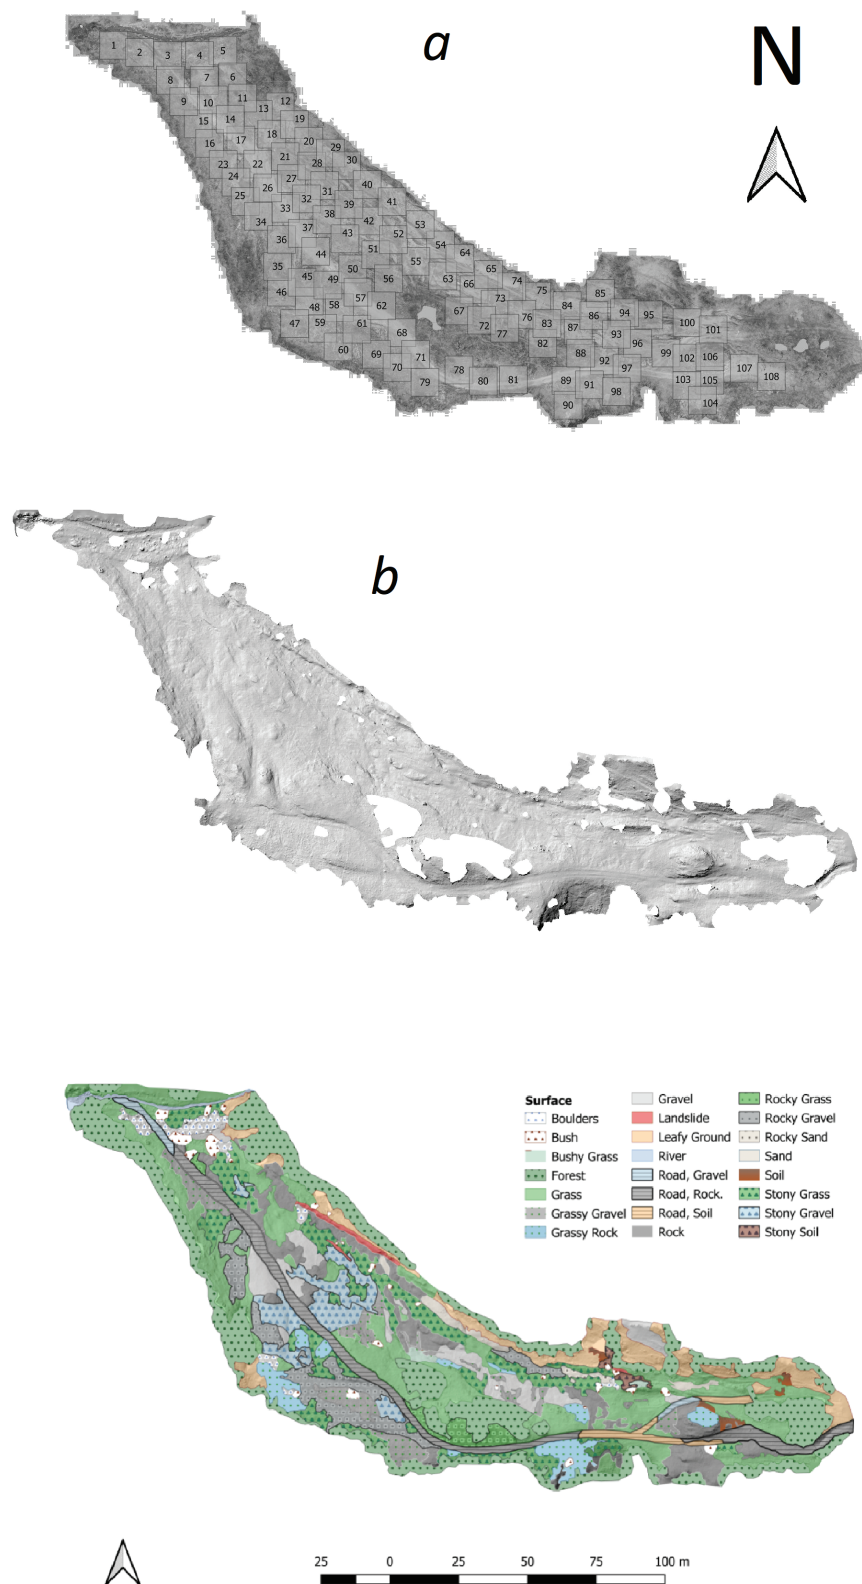 a
N
1 2 3 4 5
8 7 6
9 10 11 13 12
15 14 19
16 17 18 20 29
23 22 21 28 30
24 27 40
25 26 32 31 39 41
34 33 38 42 53
36 37 43 52 54
44 51 64
35 50 55 65
45 49 56 63 66 74
46 57 73 75 85
48 58 62 67 84 94 95
47 59 61 72 76 83 86 100
68 77 87 93 101
60 69 71 82 88 96 99 102 106
70 92 97 107
79 78 80 81 89 91 98 103 105 108
90 104
b
Surface
Boulders
Bush
Bushy Grass
Forest
Grass
Grassy Gravel
Grassy Rock
Gravel
Landslide
Leafy Ground
River
Road, Gravel
Road, Rock.
Road, Soil
Rock
Rocky Grass
Rocky Gravel
Rocky Sand
Sand
Soil
Stony Grass
Stony Gravel
Stony Soil
25 0 25 50 75 100 m